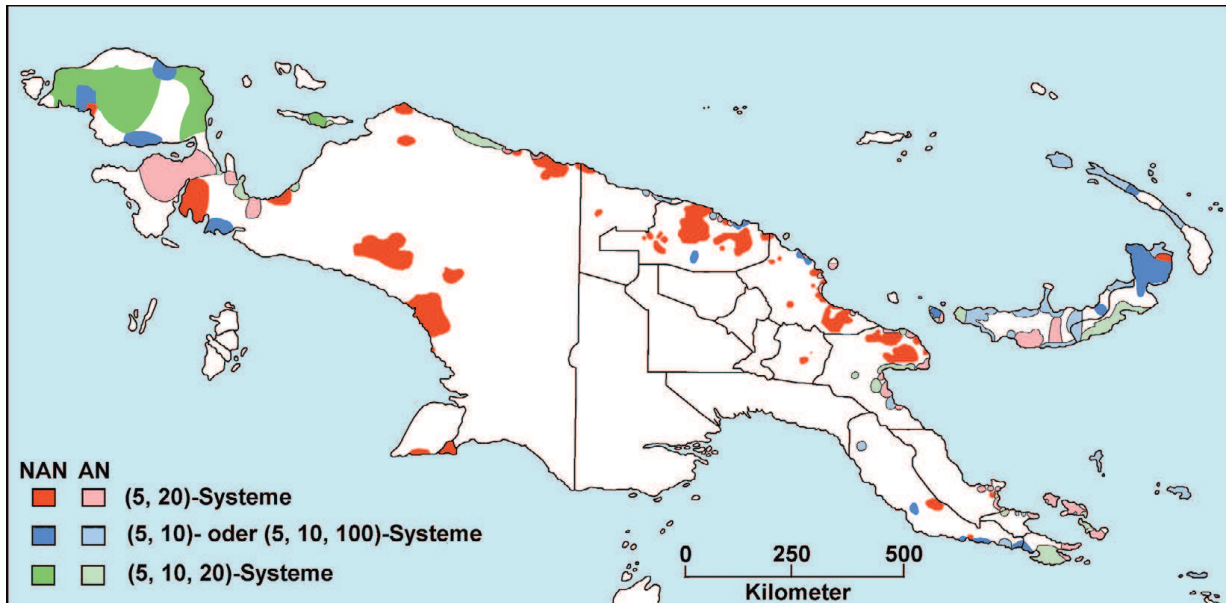 NAN AN
(5, 20)-Systeme
(5, 10)- oder (5, 10, 100)-Systeme
(5, 10, 20)-Systeme
0 250 500
Kilometer